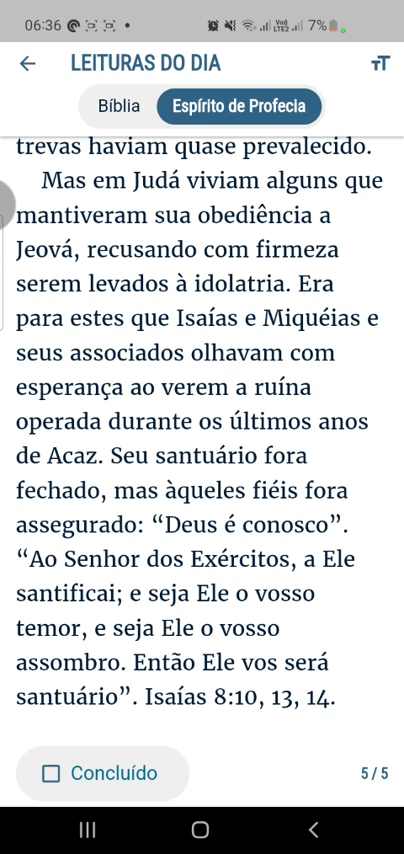 06:36
7%
LEITURAS DO DIA
TT
Bíblia
Espírito de Profecia
trevas haviam quase prevalecido.
Mas em Judá viviam alguns que
mantiveram sua obediência a
Jeová, recusando com firmeza
serem levados à idolatria. Era
para estes que Isaías e Miquéias e
seus associados olhavam com
esperança ao verem a ruína
operada durante os últimos anos
de Acaz. Seu santuário fora
fechado, mas àqueles fiéis fora
assegurado: “Deus é conosco”.
“Ao Senhor dos Exércitos, a Ele
santificai; e seja Ele o vosso
temor, e seja Ele o vosso
assombro. Então Ele vos será
santuário”. Isaías 8:10, 13, 14.
Concluído
5/5